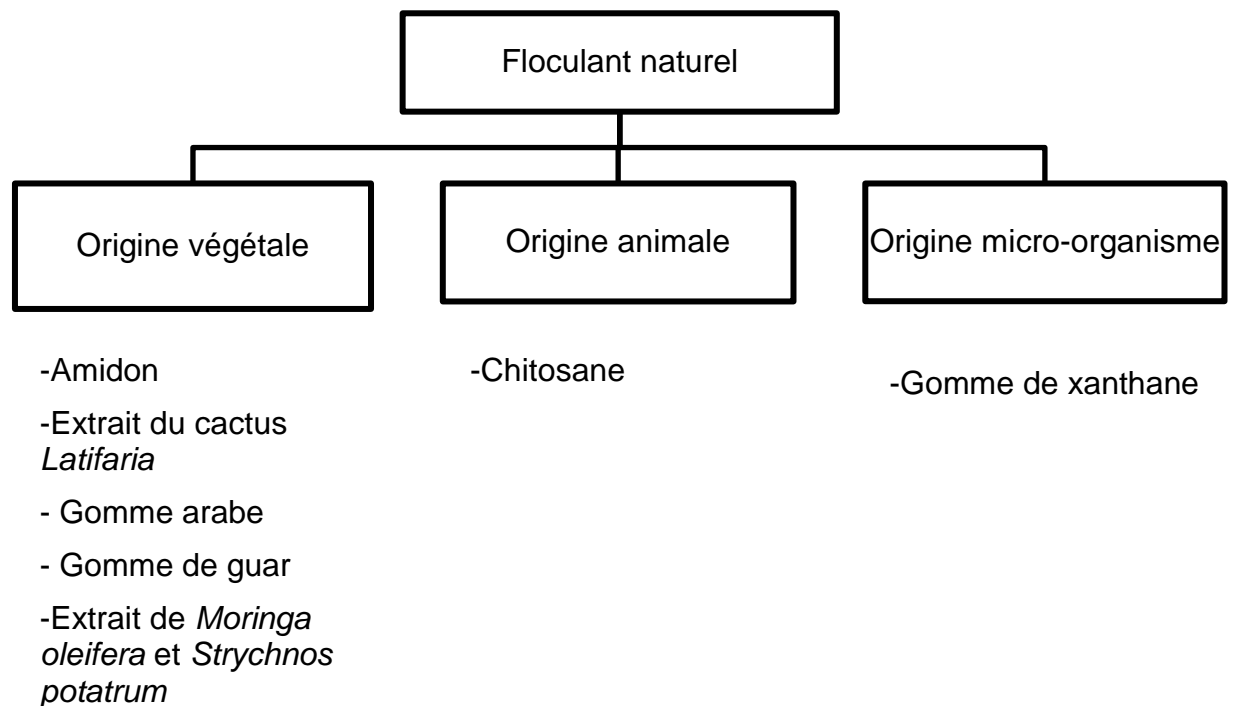 Floculant naturel
Origine végétale
Origine animale
Origine micro-organisme
-Amidon
-Extrait du cactus
Latifaria
- Gomme arabe
- Gomme de guar
-Extrait de Moringa
oleifera et Strychnos
potatrum
-Chitosane
-Gomme de xanthane